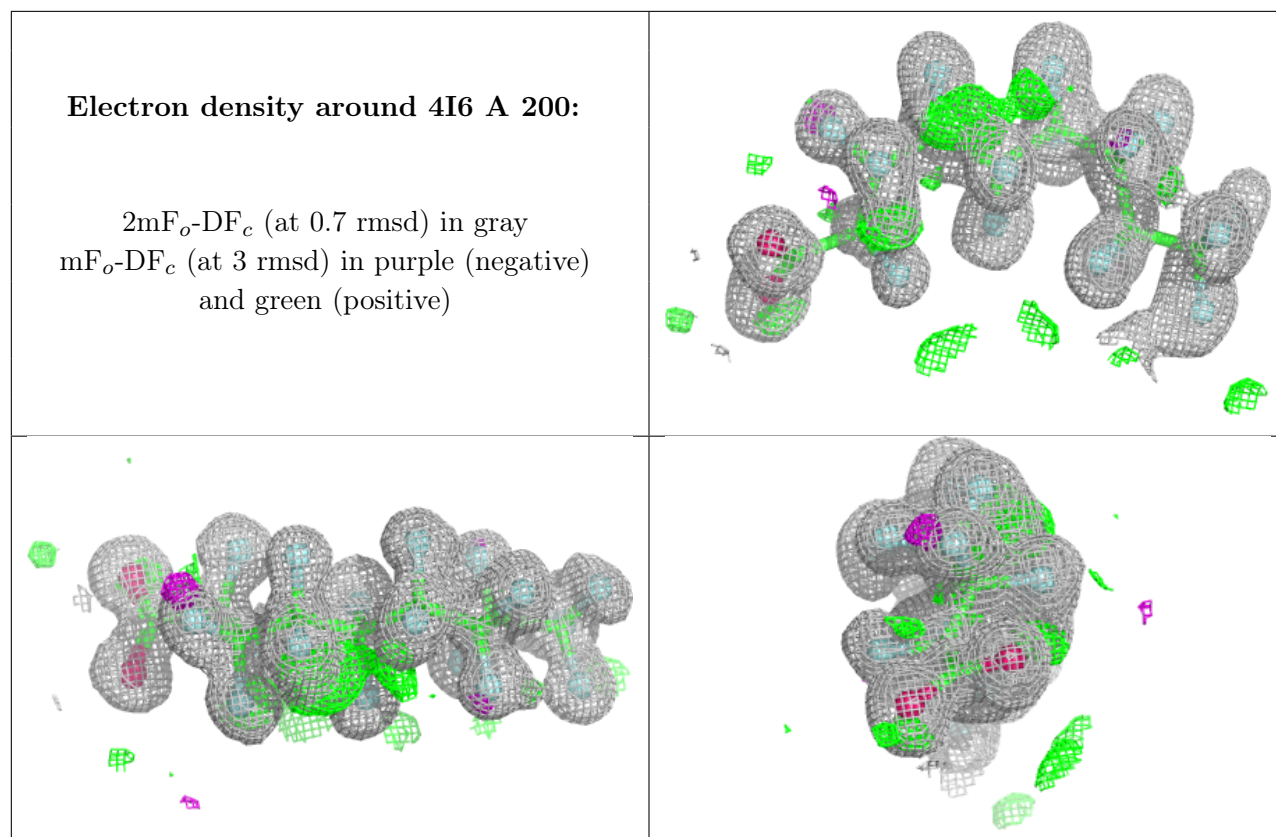 Electron density around 4I6 A 200:
2mFo-DFc (at 0.7 rmsd) in gray
mFo-DFc (at 3 rmsd) in purple (negative)
and green (positive)